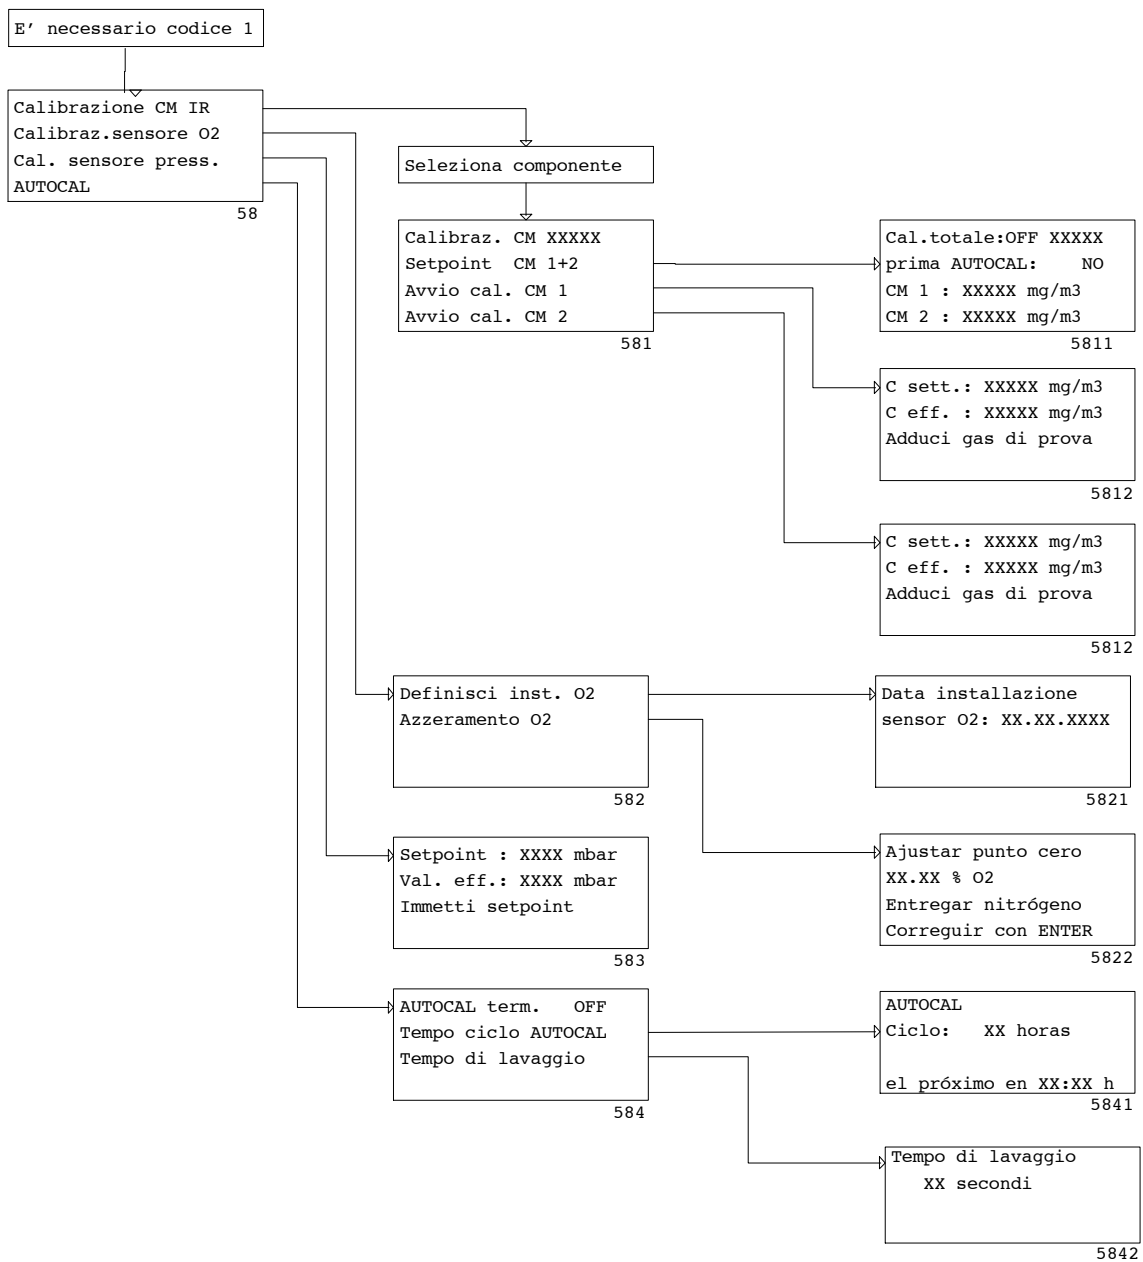 E' necessario codice 1
Calibrazione CM IR
Calibraz.sensore O2
Cal. sensore press.
AUTOCAL
58
Seleziona componente
Calibraz. CM XXXXX
Setpoint  CM 1+2
Avvio cal. CM 1
Avvio cal. CM 2
581
Cal.totale:OFF XXXXX
prima AUTOCAL:    NO
CM 1 : XXXXX mg/m3
CM 2 : XXXXX mg/m3
5811
C sett.: XXXXX mg/m3
C eff. : XXXXX mg/m3
Adduci gas di prova
5812
C sett.: XXXXX mg/m3
C eff. : XXXXX mg/m3
Adduci gas di prova
5812
Definisci inst. O2
Azzeramento O2
582
Data installazione
sensor O2: XX.XX.XXXX
5821
Setpoint : XXXX mbar
Val. eff.: XXXX mbar
Immetti setpoint
583
Ajustar punto cero
XX.XX % O2
Entregar nitrógeno
Correguir con ENTER
5822
AUTOCAL term.   OFF
Tempo ciclo AUTOCAL
Tempo di lavaggio
584
AUTOCAL
Ciclo:   XX horas
el próximo en XX:XX h
5841
Tempo di lavaggio
XX secondi
5842